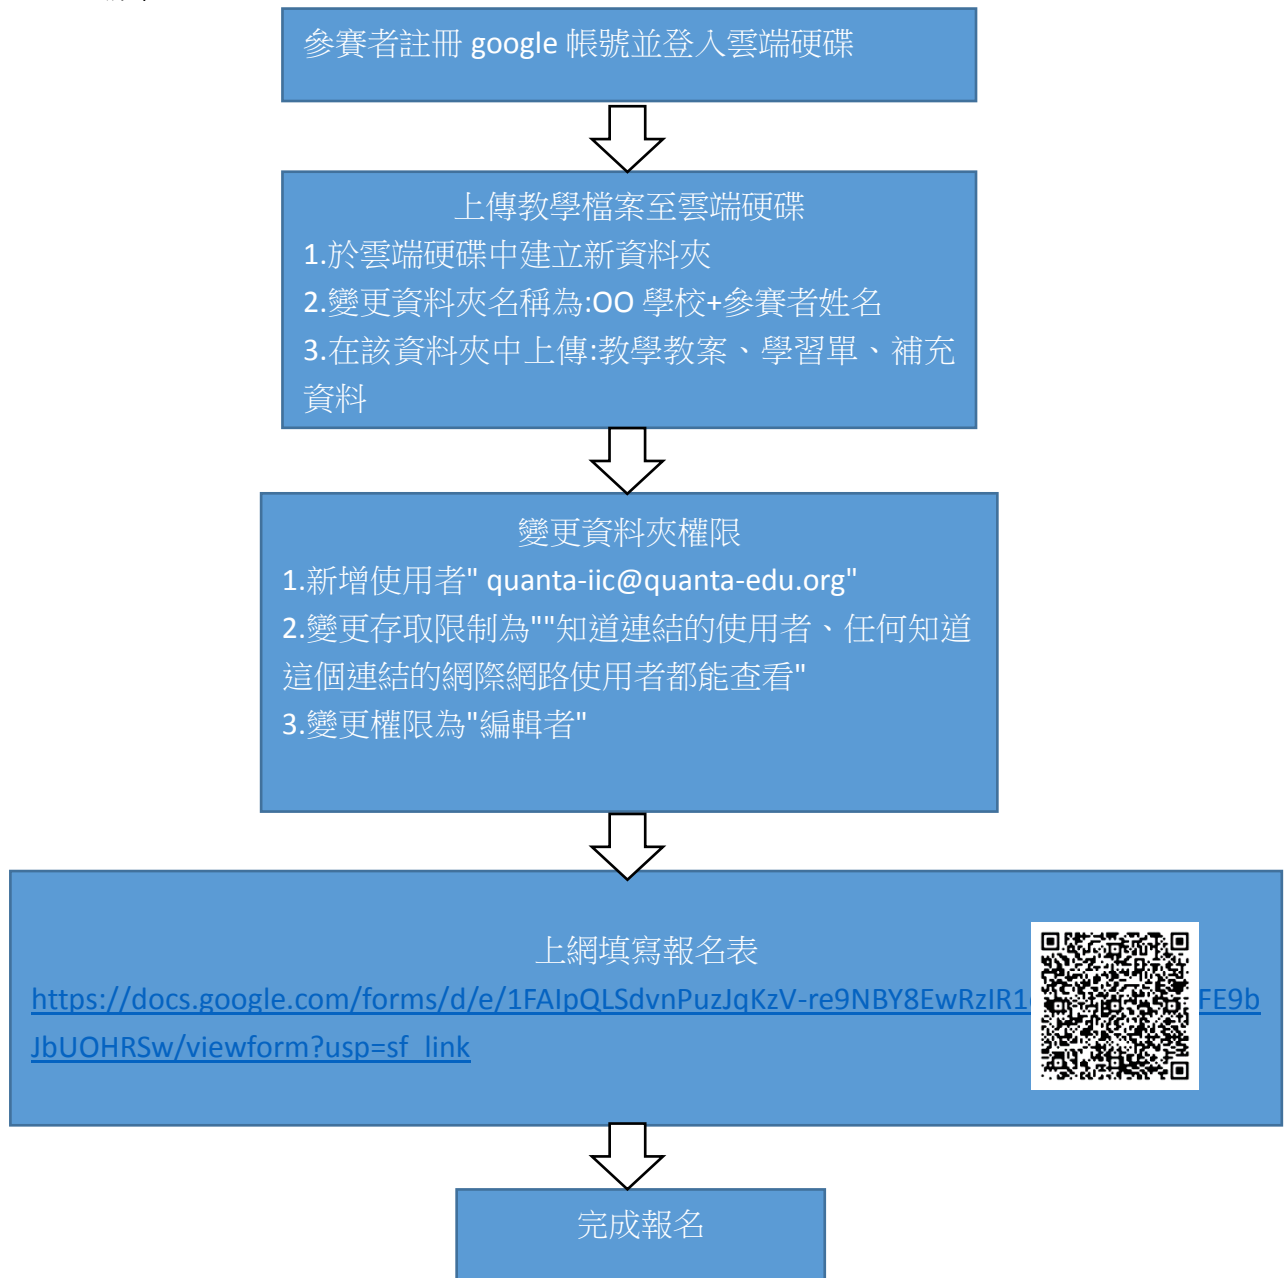 參賽者註冊 google 帳號並登入雲端硬碟
上傳教學檔案至雲端硬碟
1.於雲端硬碟中建立新資料夾
2.變更資料夾名稱為:OO 學校+參賽者姓名
3.在該資料夾中上傳:教學教案、學習單、補充
資料
變更資料夾權限
1.新增使用者" quanta-iic@quanta-edu.org"
2.變更存取限制為""知道連結的使用者、任何知道
這個連結的網際網路使用者都能查看"
3.變更權限為"編輯者"
上網填寫報名表
https://docs.google.com/forms/d/e/1FAIpQLSdvnPuzJqKzV-re9NBY8EwRzIR1 FE9b
JbUOHRSw/viewform?usp=sf_link
完成報名